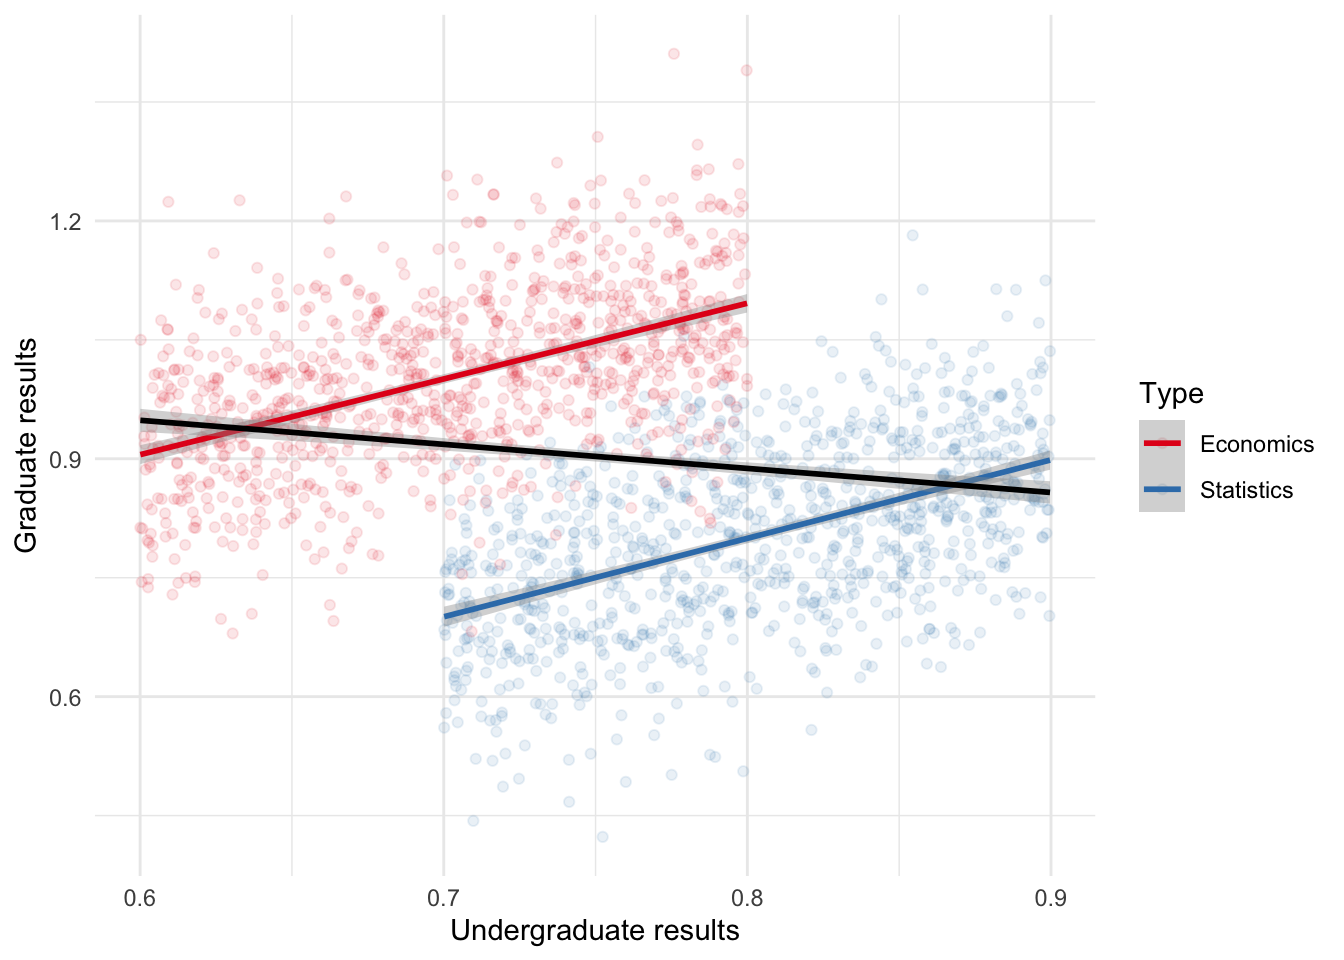 Graduate results
1.2
0.9
0.6
0.6 0.7 0.8 0.9
Undergraduate results
Type
Economics
Statistics